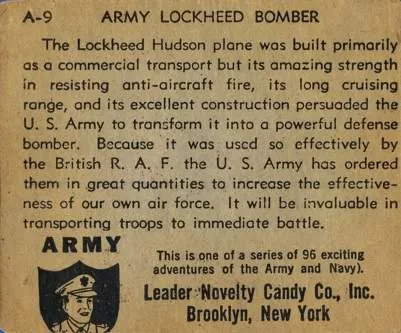 A-9 ARMY LOCKHEED BOMBER
The Lockheed Hudson plane was built primarily
as a commercial transport but its amazing strength
in resisting anti-aircraft fire, its long cruising
range, and its excellent construction persuaded the
U. S. Army to transform it into a powerful defense
bomber. Because it was used so effectively by
the British R. A. F. the U. S. Army has ordered
them in great quantities to increase the effective-
ness of our own air force. It will be invaluable in
transporting troops to immediate battle.
ARMY
This is one of a series of 96 exciting
adventures of the Army and Navy).
Leader Novelty Candy Co., Inc.
Brooklyn, New York